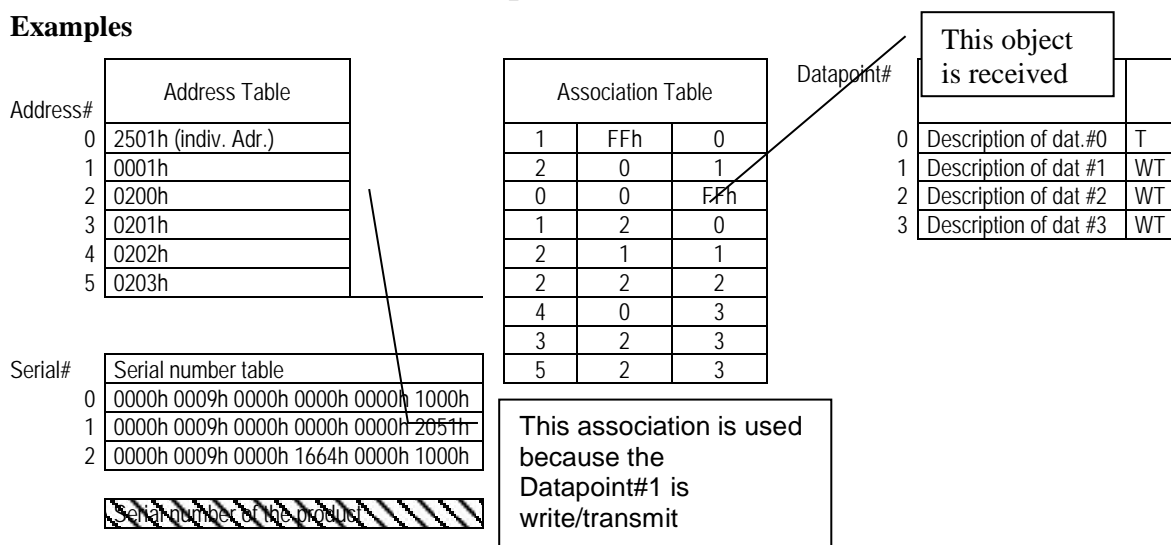 Examples
This object
is received
Address Table
Association Table
Datapoint#
Address#
0 2501h (indiv. Adr.)
1 0001h
2 0200h
3 0201h
4 0202h
5 0203h
1 FFh 0
2 0 1
0 0 FFh
1 2 0
2 1 1
2 2 2
4 0 3
3 2 3
5 2 3
0 Description of dat.#0 T
1 Description of dat #1 WT
2 Description of dat #2 WT
3 Description of dat #3 WT
Serial# Serial number table
0 0000h 0009h 0000h 0000h 0000h 1000h
1 0000h 0009h 0000h 0000h 0000h 2051h
2 0000h 0009h 0000h 1664h 0000h 1000h
Serial number of the product
This association is used
because the
Datapoint#1 is
write/transmit